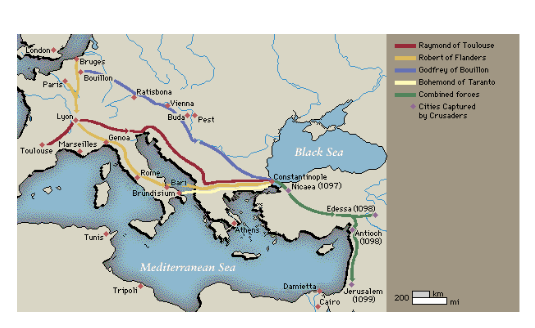 London
Bruges
Bouillon
Paris
Ratisbona
Vienna
Buda
Pest
Lyon
Genoa
Toulouse
Marseilles
Rome
Bari
Brundisium
Black Sea
Constantinople
Nicaea (1097)
Edessa (1098)
Antioch
(1098)
Athens
Tunis
Mediterranean Sea
Tripoli
Damietta
Cairo
Jerusalem
(1099)
Raymond of Toulouse
Robert of Flanders
Godfrey of Bouillon
Bohemond of Taranto
Combined forces
Cities Captured
by Crusaders
200 km
mi